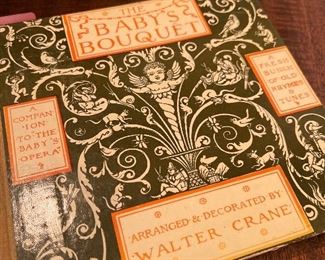 THE
BABY'S
BOUQUET
A
COMPAN
ION
TO THE
BABY'S
OPERA
A
FRESH
BUNCH
OF OLD
RHYMES
&
TUNES
ARRANGED & DECORATED BY
WALTER CRANE